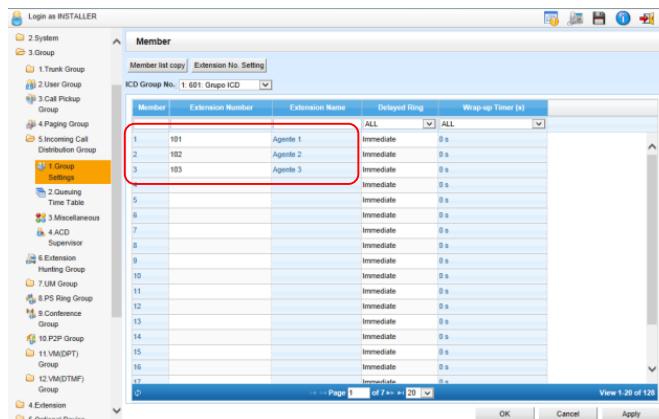 Login as INSTALLER
2.System
3.Group
1.Trunk Group
2.User Group
3.Call Pickup
Group
4.Paging Group
5.Incoming Call
Distribution Group
1.Group
Settings
2.Queuing
Time Table
3.Miscellaneous
4.ACD
Supervisor
6.Extension
Hunting Group
7.UM Group
8.PS Ring Group
9.Conference
Group
10.P2P Group
11.VM(DPT)
Group
12.VM(DTMF)
Group
4.Extension
5.Optional Device
Member
Member list copy Extension No. Setting
ICD Group No.: 1: 601: Grupo ICD
Member Extension Number Extension Name Delayed Ring Wrap-up Timer (s)
ALL ALL
1 101 Agente 1 Immediate 0 s
2 102 Agente 2 Immediate 0 s
3 103 Agente 3 Immediate 0 s
4 Immediate 0 s
5 Immediate 0 s
6 Immediate 0 s
7 Immediate 0 s
8 Immediate 0 s
9 Immediate 0 s
10 Immediate 0 s
11 Immediate 0 s
12 Immediate 0 s
13 Immediate 0 s
14 Immediate 0 s
15 Immediate 0 s
16 Immediate 0 s
17 Immediate 0 s
Page 1 of 7 20 View 1-20 of 128
OK Cancel Apply